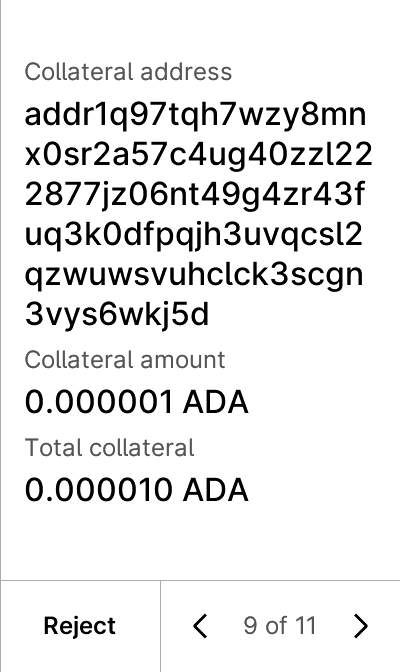 Collateral address
addr1q97tqh7wzy8mn
x0sr2a57c4ug40zzl22
2877jz06nt49g4zr43f
uq3k0dfpqjh3uvqcsl2
qzwuwsvuhclck3scgn
3vys6wkj5d
Collateral amount
0.000001 ADA
Total collateral
0.000010 ADA
Reject
9 of 11